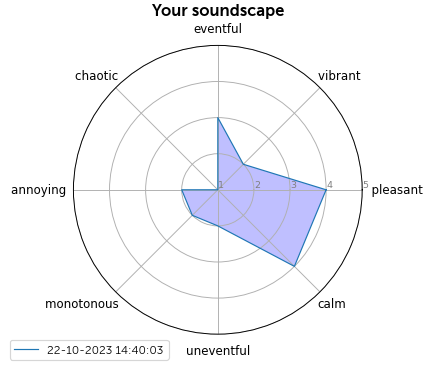 Your soundscape
eventful
chaotic
vibrant
annoying
1 2 3 4 5
pleasant
monotonous
calm
22-10-2023 14:40:03
uneventful